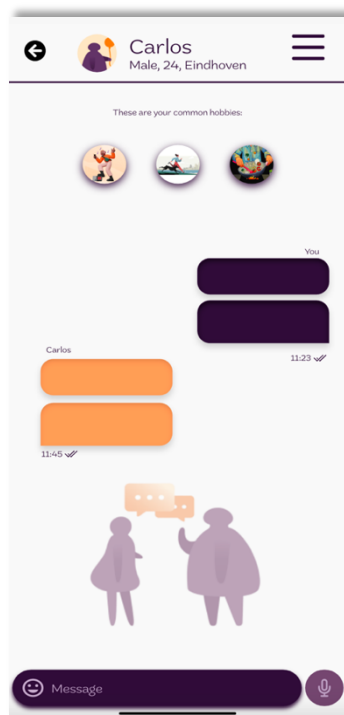 Carlos
Male, 24, Eindhoven
These are your common hobbies:
You
11:23
Carlos
11:45
Message